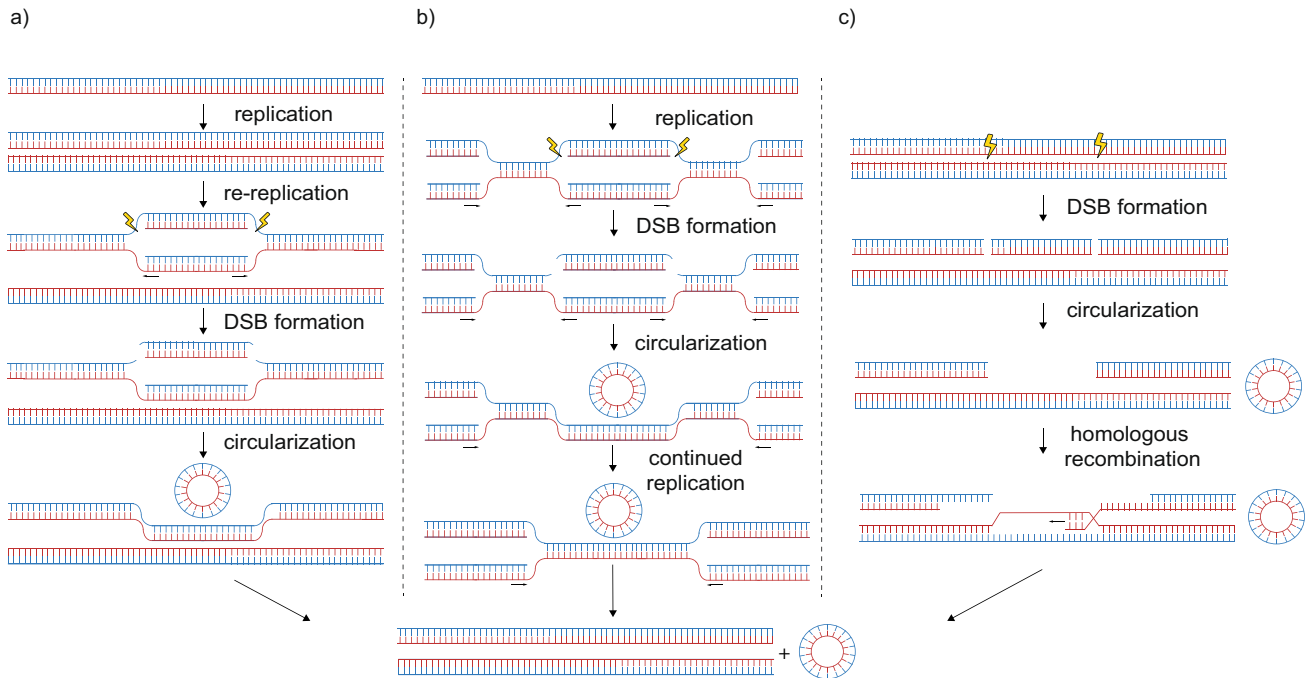 a)
replication
re-replication
DSB formation
circularization
b)
replication
DSB formation
circularization
continued
replication
c)
DSB formation
circularization
homologous
recombination
+